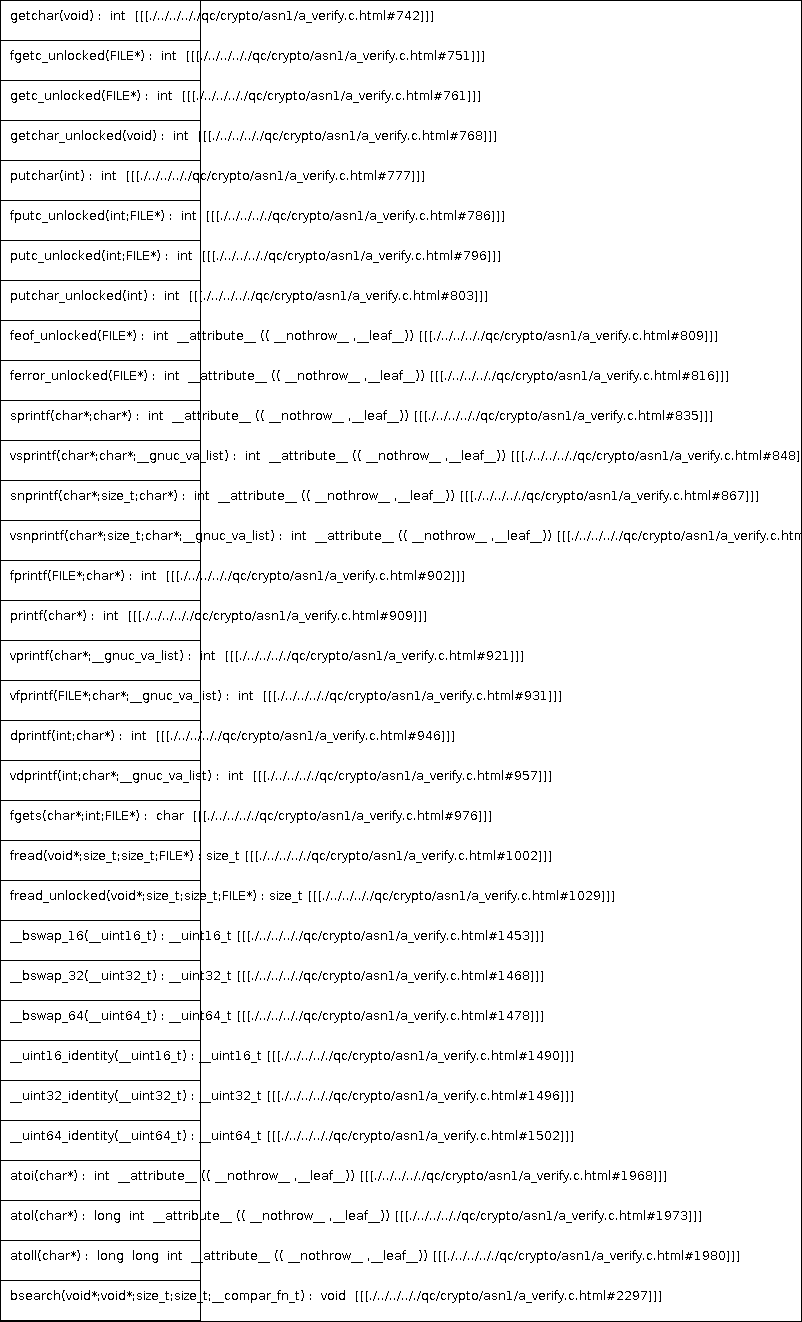 getchar(void) :  int  [[[./../../../../qc/crypto/asn1/a_verify.c.html#742]]]
fgetc_unlocked(FILE*) :  int  [[[./../../../../qc/crypto/asn1/a_verify.c.html#751]]]
getc_unlocked(FILE*) :  int  [[[./../../../../qc/crypto/asn1/a_verify.c.html#761]]]
getchar_unlocked(void) :  int  [[[./../../../../qc/crypto/asn1/a_verify.c.html#768]]]
putchar(int) :  int  [[[./../../../../qc/crypto/asn1/a_verify.c.html#777]]]
fputc_unlocked(int;FILE*) :  int  [[[./../../../../qc/crypto/asn1/a_verify.c.html#786]]]
putc_unlocked(int;FILE*) :  int  [[[./../../../../qc/crypto/asn1/a_verify.c.html#796]]]
putchar_unlocked(int) :  int  [[[./../../../../qc/crypto/asn1/a_verify.c.html#803]]]
feof_unlocked(FILE*) :  int  __attribute__ (( __nothrow__ ,__leaf__)) [[[./../../../../qc/crypto/asn1/a_verify.c.html#809]]]
ferror_unlocked(FILE*) :  int  __attribute__ (( __nothrow__ ,__leaf__)) [[[./../../../../qc/crypto/asn1/a_verify.c.html#816]]]
sprintf(char*;char*) :  int  __attribute__ (( __nothrow__ ,__leaf__)) [[[./../../../../qc/crypto/asn1/a_verify.c.html#835]]]
vsprintf(char*;char*;__gnuc_va_list) :  int  __attribute__ (( __nothrow__ ,__leaf__)) [[[./../../../../qc/crypto/asn1/a_verify.c.html#848]
snprintf(char*;size_t;char*) :  int  __attribute__ (( __nothrow__ ,__leaf__)) [[[./../../../../qc/crypto/asn1/a_verify.c.html#867]]]
vsnprintf(char*;size_t;char*;__gnuc_va_list) :  int  __attribute__ (( __nothrow__ ,__leaf__)) [[[./../../../../qc/crypto/asn1/a_verify.c.htm
fprintf(FILE*;char*) :  int  [[[./../../../../qc/crypto/asn1/a_verify.c.html#902]]]
printf(char*) :  int  [[[./../../../../qc/crypto/asn1/a_verify.c.html#909]]]
vprintf(char*;__gnuc_va_list) :  int  [[[./../../../../qc/crypto/asn1/a_verify.c.html#921]]]
vfprintf(FILE*;char*;__gnuc_va_list) :  int  [[[./../../../../qc/crypto/asn1/a_verify.c.html#931]]]
dprintf(int;char*) :  int  [[[./../../../../qc/crypto/asn1/a_verify.c.html#946]]]
vdprintf(int;char*;__gnuc_va_list) :  int  [[[./../../../../qc/crypto/asn1/a_verify.c.html#957]]]
fgets(char*;int;FILE*) :  char  [[[./../../../../qc/crypto/asn1/a_verify.c.html#976]]]
fread(void*;size_t;size_t;FILE*) : size_t [[[./../../../../qc/crypto/asn1/a_verify.c.html#1002]]]
fread_unlocked(void*;size_t;size_t;FILE*) : size_t [[[./../../../../qc/crypto/asn1/a_verify.c.html#1029]]]
__bswap_16(__uint16_t) : __uint16_t [[[./../../../../qc/crypto/asn1/a_verify.c.html#1453]]]
__bswap_32(__uint32_t) : __uint32_t [[[./../../../../qc/crypto/asn1/a_verify.c.html#1468]]]
__bswap_64(__uint64_t) : __uint64_t [[[./../../../../qc/crypto/asn1/a_verify.c.html#1478]]]
__uint16_identity(__uint16_t) : __uint16_t [[[./../../../../qc/crypto/asn1/a_verify.c.html#1490]]]
__uint32_identity(__uint32_t) : __uint32_t [[[./../../../../qc/crypto/asn1/a_verify.c.html#1496]]]
__uint64_identity(__uint64_t) : __uint64_t [[[./../../../../qc/crypto/asn1/a_verify.c.html#1502]]]
atoi(char*) :  int  __attribute__ (( __nothrow__ ,__leaf__)) [[[./../../../../qc/crypto/asn1/a_verify.c.html#1968]]]
atol(char*) :  long  int  __attribute__ (( __nothrow__ ,__leaf__)) [[[./../../../../qc/crypto/asn1/a_verify.c.html#1973]]]
atoll(char*) :  long  long  int  __attribute__ (( __nothrow__ ,__leaf__)) [[[./../../../../qc/crypto/asn1/a_verify.c.html#1980]]]
bsearch(void*;void*;size_t;size_t;__compar_fn_t) :  void  [[[./../../../../qc/crypto/asn1/a_verify.c.html#2297]]]